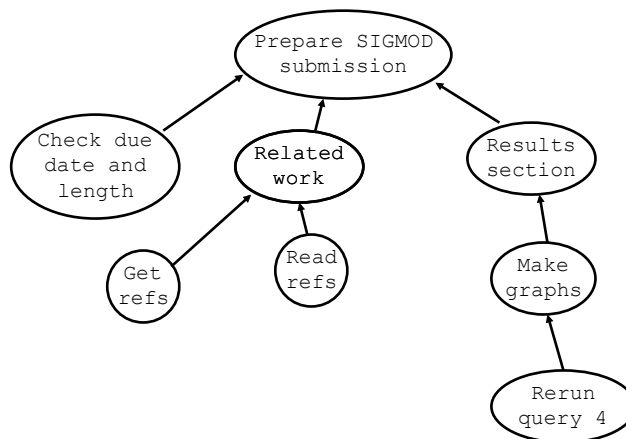 Prepare SIGMOD
submission
Check due
date and
length
Related
work
Results
section
Get
refs
Read
refs
Make
graphs
Rerun
query 4